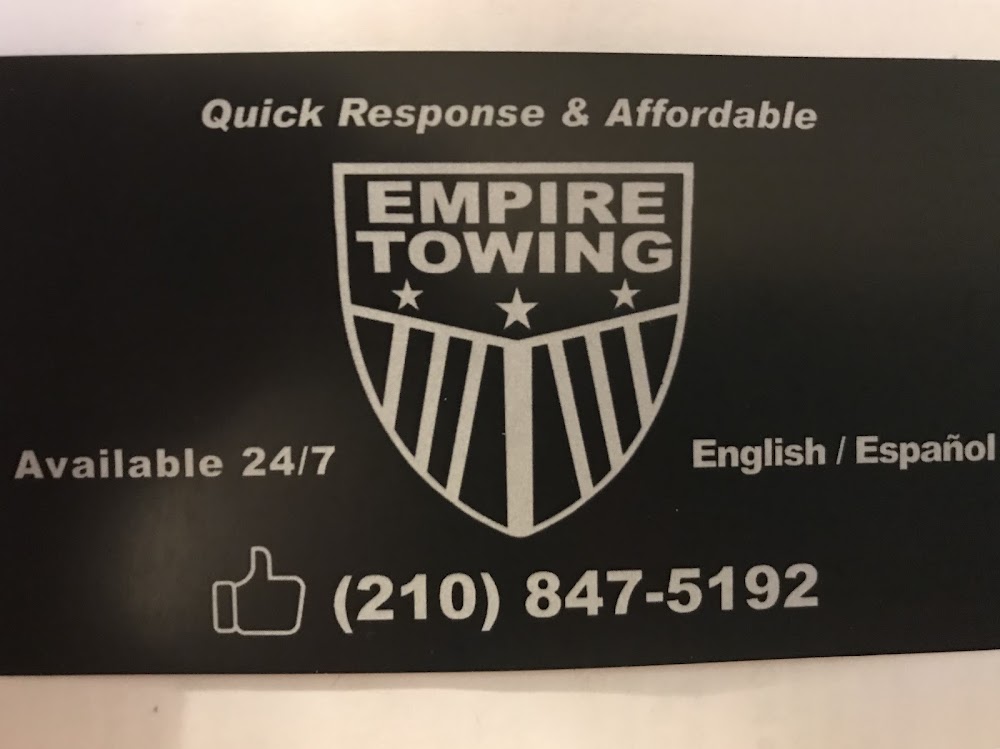 Quick Response & Affordable
EMPIRE
TOWING
Available 24/7
English / Español
(210) 847-5192